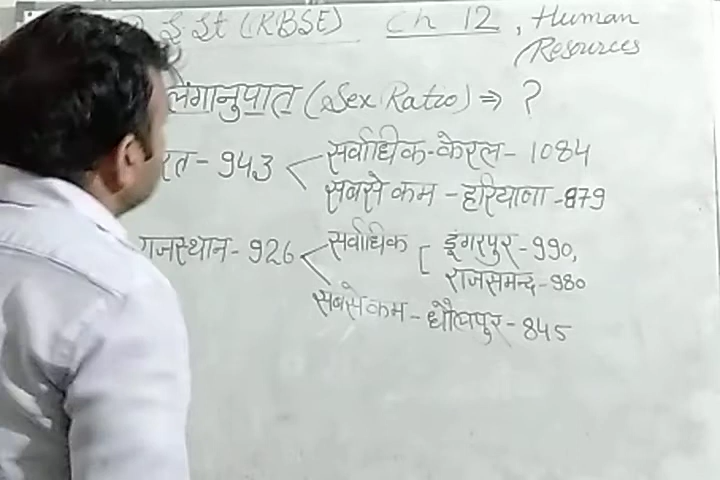 (RBSE) Ch 12, Human
Resources
लिंगानुपात (Sex Ratio) ⇒ ?
943 < सर्वाधिक - केरल - 1084
सबसे कम - हरियाणा - 879
राजस्थान - 926 < सर्वाधिक [ डूंगरपुर - 990,
राजसमन्द - 980
सबसे कम - धौलपुर - 845